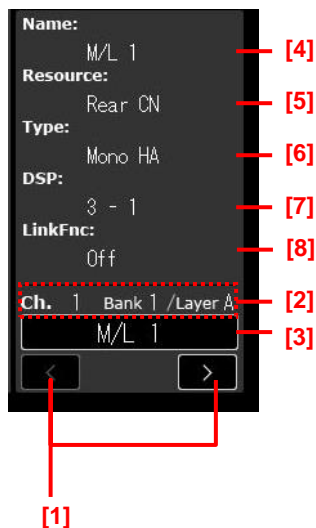 Name:
M/L 1 [4]
Resource:
Rear CN [5]
Type:
Mono HA [6]
DSP:
3 - 1 [7]
LinkFnc:
Off [8]
Ch. 1 Bank 1 /Layer A [2]
M/L 1 [3]
< >
[1]